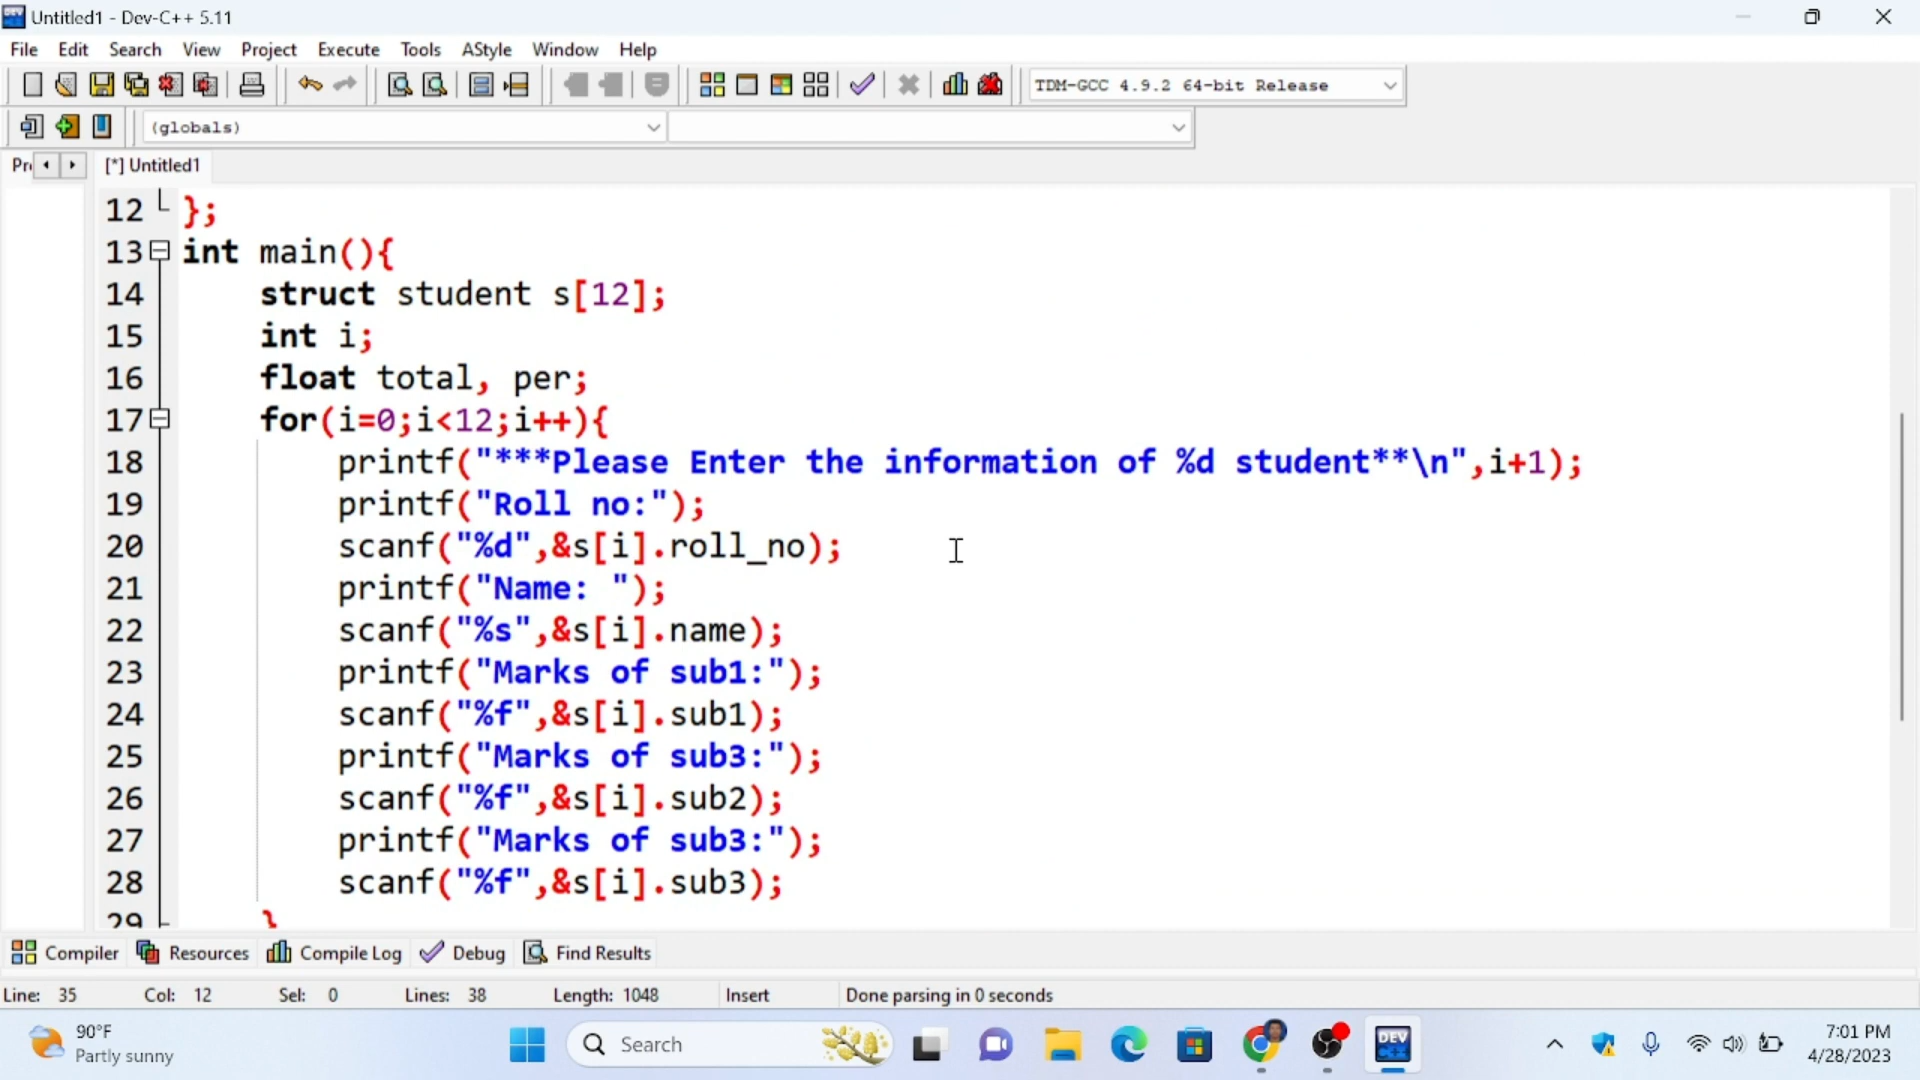 Untitled1 - Dev-C++ 5.11
File Edit Search View Project Execute Tools AStyle Window Help
TDM-GCC 4.9.2 64-bit Release
(globals)
[*] Untitled1
12 };
13 int main(){
14 struct student s[12];
15 int i;
16 float total, per;
17 for(i=0;i<12;i++){
18 printf("***Please Enter the information of %d student**\n",i+1);
19 printf("Roll no:");
20 scanf("%d",&s[i].roll_no);
21 printf("Name: ");
22 scanf("%s",&s[i].name);
23 printf("Marks of sub1:");
24 scanf("%f",&s[i].sub1);
25 printf("Marks of sub3:");
26 scanf("%f",&s[i].sub2);
27 printf("Marks of sub3:");
28 scanf("%f",&s[i].sub3);
29 }
Compiler Resources Compile Log Debug Find Results
Line: 35 Col: 12 Sel: 0 Lines: 38 Length: 1048 Insert Done parsing in 0 seconds
90°F
Partly sunny
Search
DEV
7:01 PM
4/28/2023